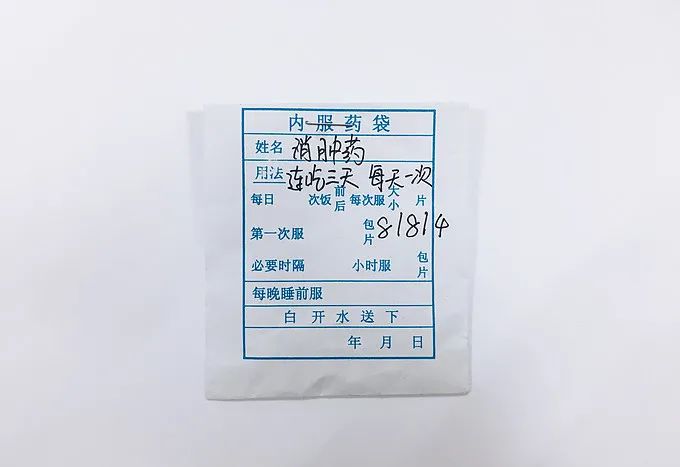 内服药袋
姓名 消肿药
用法 连吃三天 每天一次
每日 次饭前后 每次服大小 片
第一次服 包片 81814
必要时隔 小时服 包片
每晚睡前服
白开水送下
年 月 日